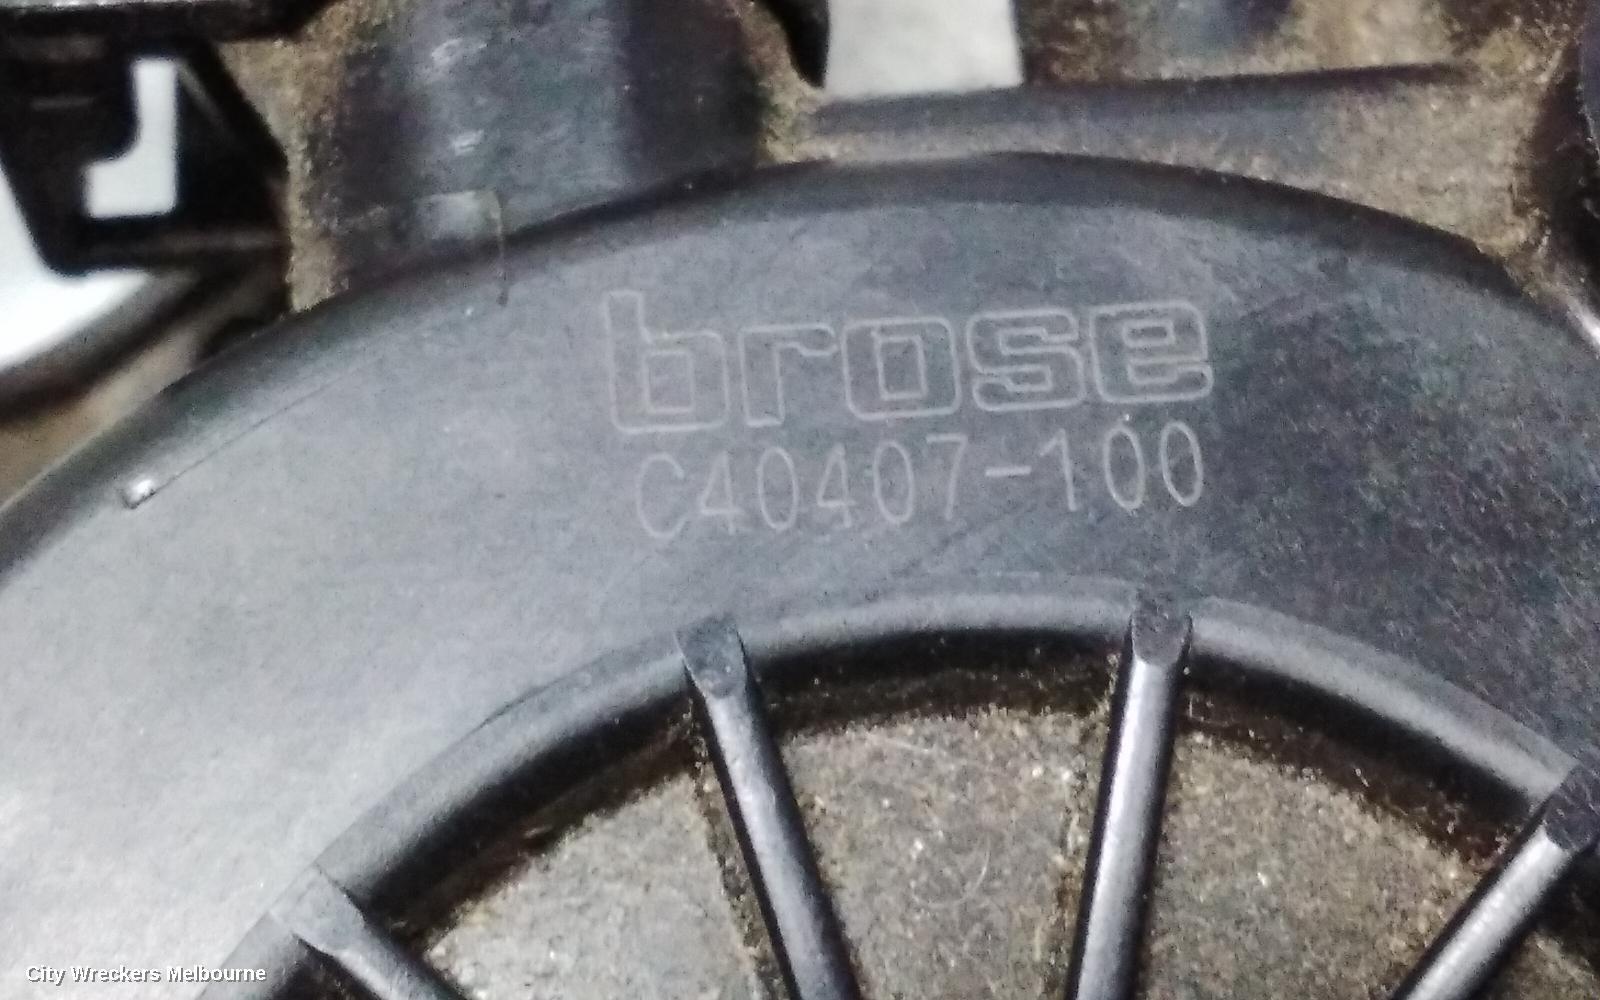 brose
C40407-100
City Wreckers Melbourne